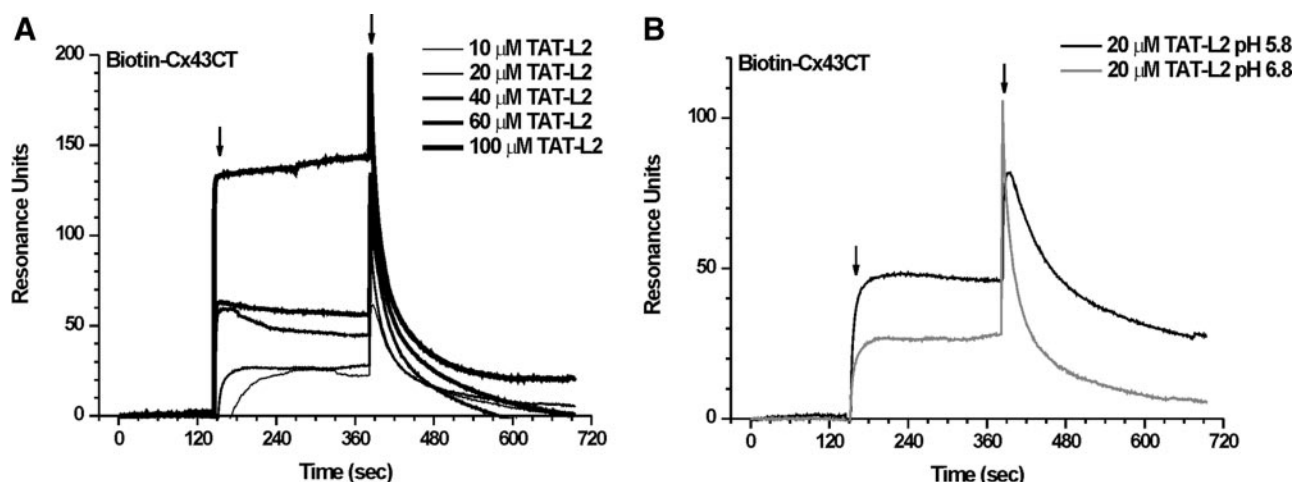 A
Biotin-Cx43CT
10 µM TAT-L2
20 µM TAT-L2
40 µM TAT-L2
60 µM TAT-L2
100 µM TAT-L2
200
150
100
50
0
Resonance Units
0 120 240 360 480 600 720
Time (sec)
B
Biotin-Cx43CT
20 µM TAT-L2 pH 5.8
20 µM TAT-L2 pH 6.8
100
50
0
Resonance Units
0 120 240 360 480 600 720
Time (sec)